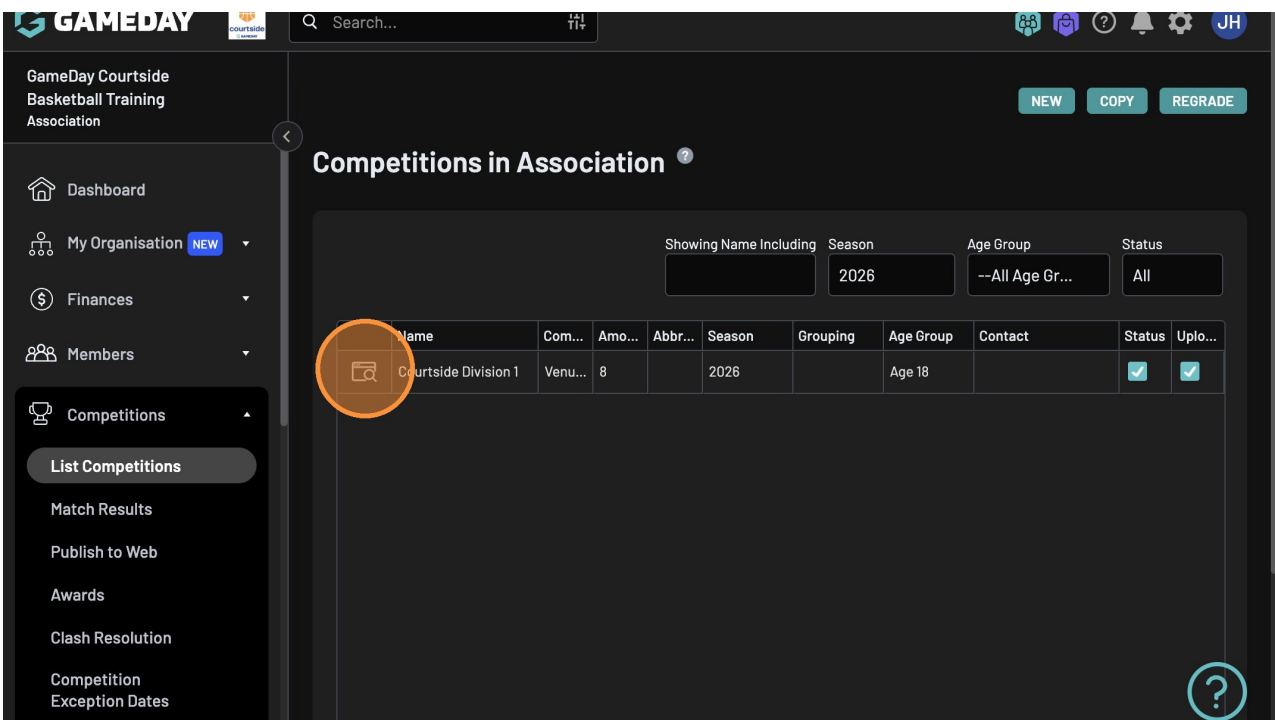 GAMEDAY
courtside
GAMEDAY
Search...
JH
GameDay Courtside
Basketball Training
Association
NEW
COPY
REGRADE
Competitions in Association
?
Dashboard
My Organisation NEW
Finances
Members
Competitions
List Competitions
Match Results
Publish to Web
Awards
Clash Resolution
Competition
Exception Dates
Showing Name Including
Season
Age Group
Status
2026
--All Age Gr...
All
Name
Com...
Amo...
Abbr...
Season
Grouping
Age Group
Contact
Status
Uplo...
Courtside Division 1
Venu...
8
2026
Age 18
?